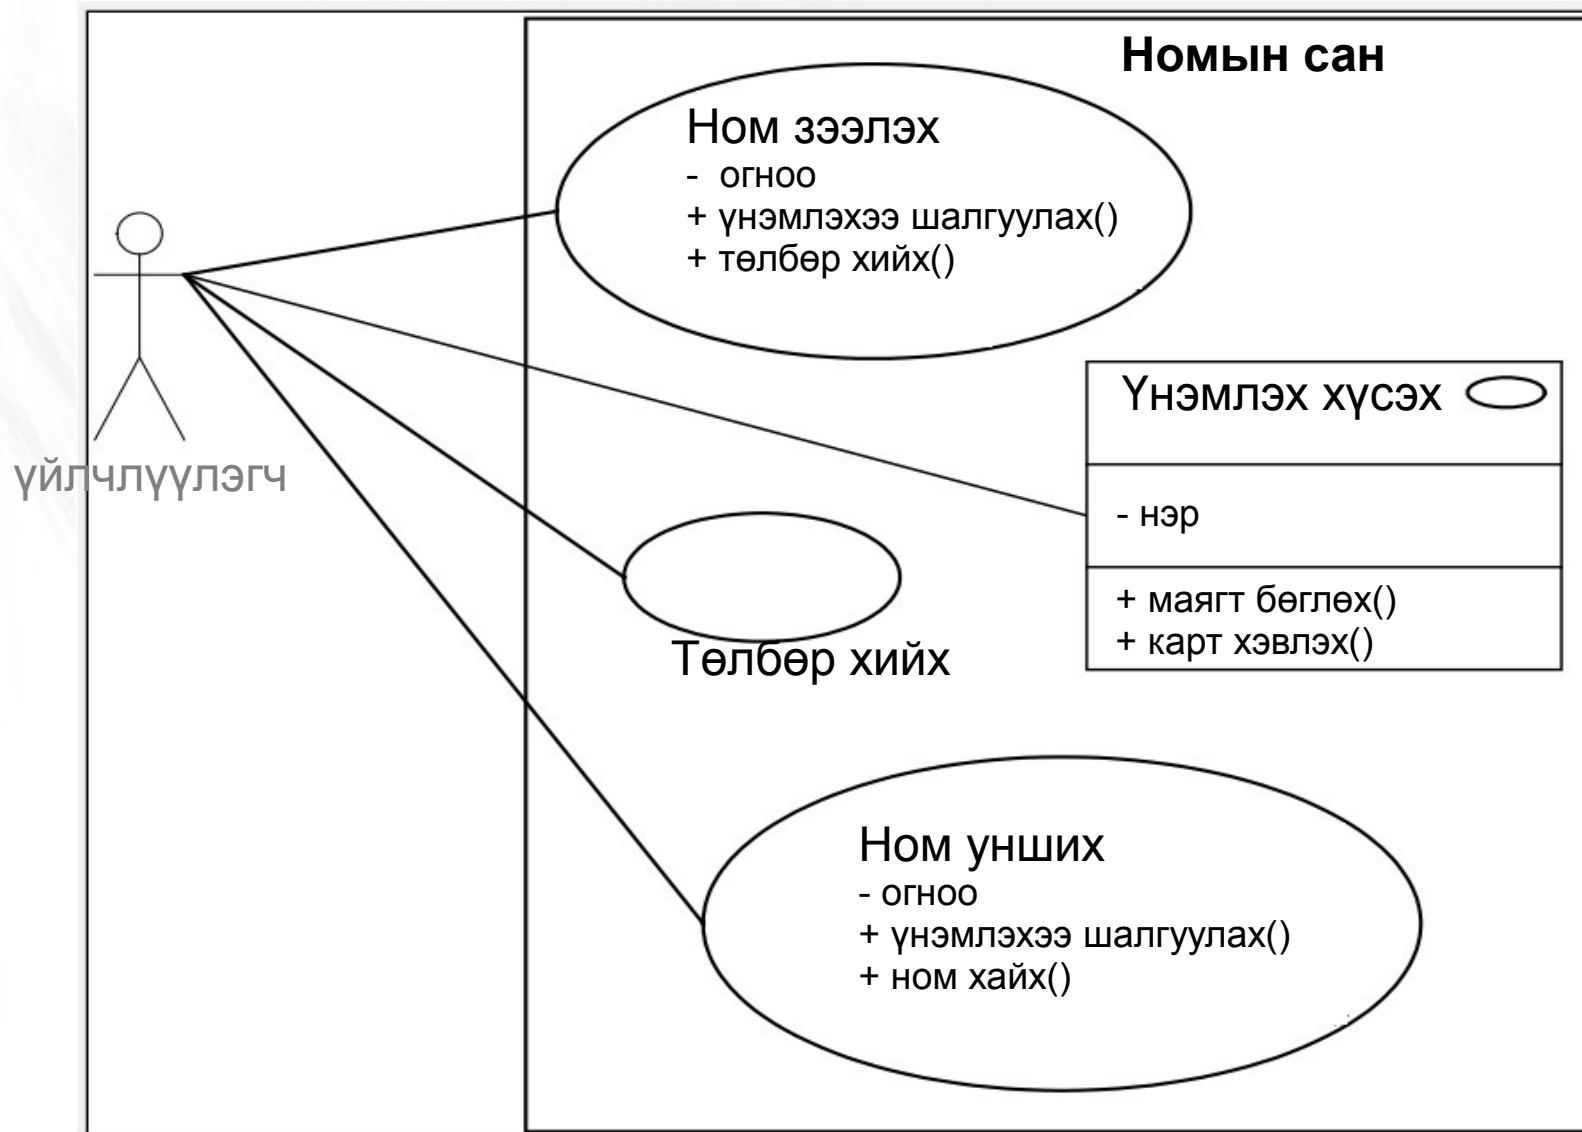 Номын сан
Ном зээлэх
- огноо
+ үнэмлэхээ шалгуулах()
+ төлбөр хийх()
үйлчлүүлэгч
Үнэмлэх хүсэх
- нэр
+ маягт бөглөх()
+ карт хэвлэх()
Төлбөр хийх
Ном унших
- огноо
+ үнэмлэхээ шалгуулах()
+ ном хайх()